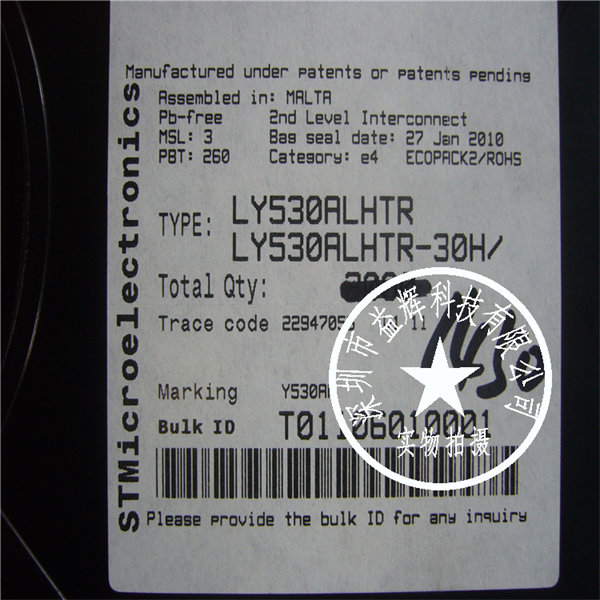 STMicroelectronics
Manufactured under patents or patents pending
Assembled in: MALTA
Pb-free 2nd Level Interconnect
MSL: 3 Bag seal date: 27 Jan 2010
PBT: 260 Category: e4 ECOPACK2/ROHS
TYPE: LY530ALHTR
LY530ALHTR-30H/
Total Qty:
Trace code
1450
Marking
Bulk ID T01106010001
Please provide the bulk ID for any inquiry
深圳市益辉科技有限公司
实物拍摄